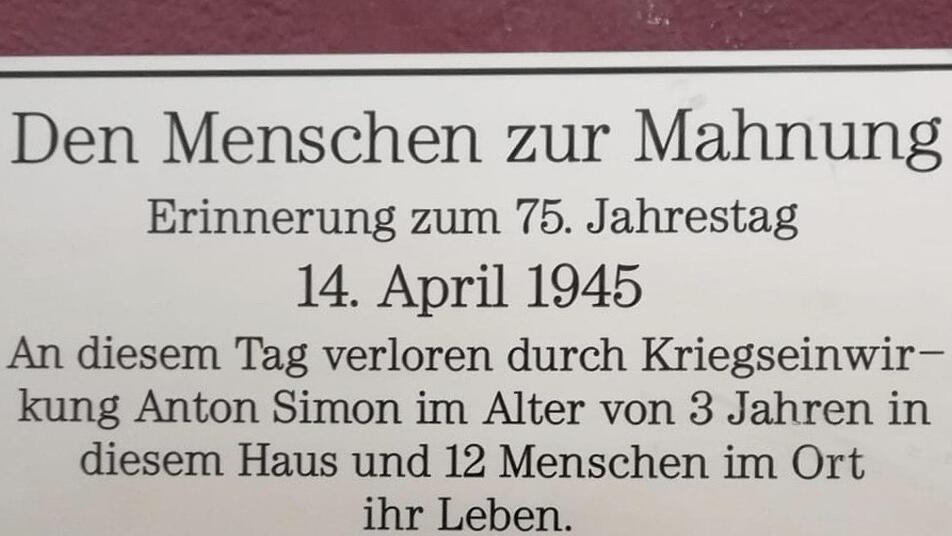 Den Menschen zur Mahnung
Erinnerung zum 75. Jahrestag
14. April 1945
An diesem Tag verloren durch Kriegseinwir-
kung Anton Simon im Alter von 3 Jahren in
diesem Haus und 12 Menschen im Ort
ihr Leben.